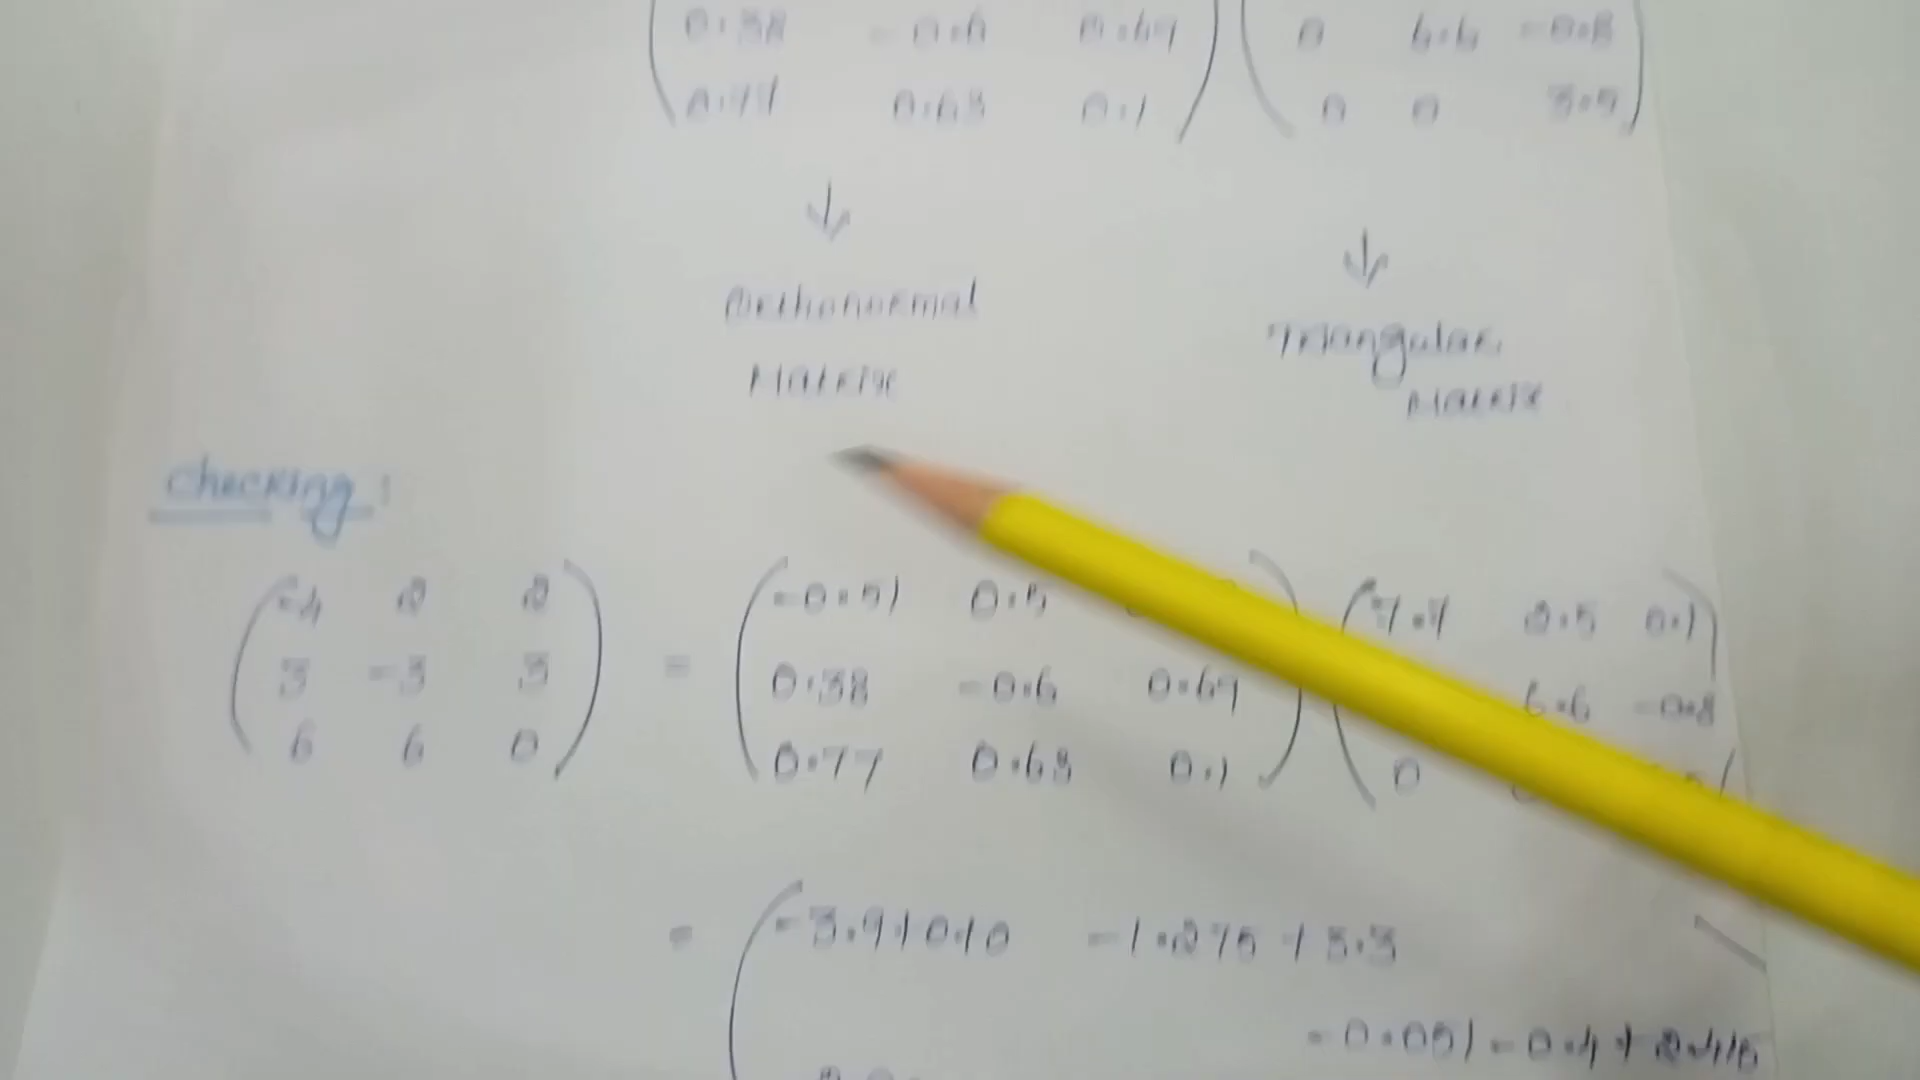 0.38 -0.6 0.69 0 6.6 -0.8
0.77 0.63 0.1 0 0 3.5
↓ ↓
Orthonormal Triangular
Matrix Matrix
Checking:
-4 2 2 = -0.51 0.5 7.7 2.5 0.1
3 -3 3 0.38 -0.6 0.69 6.6 -0.8
6 6 0 0.77 0.63 0.1 0
= -3.9+0+0 -1.275+3.3
-0.051-0.4+2.415